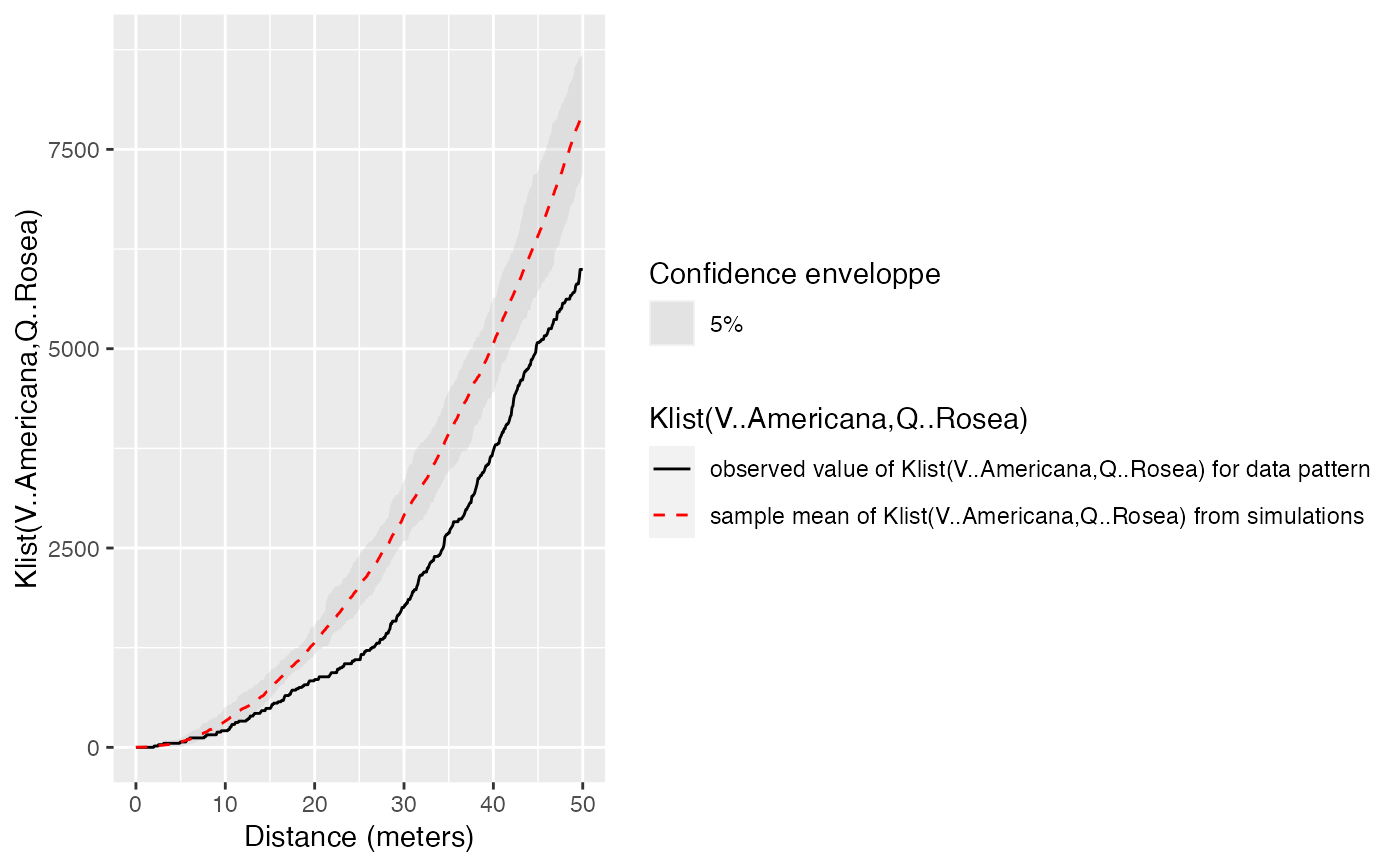 7500
5000
2500
0
0 10 20 30 40 50
Distance (meters)
Klist(V..Americana,Q..Rosea)
Confidence enveloppe
5%
Klist(V..Americana,Q..Rosea)
observed value of Klist(V..Americana,Q..Rosea) for data pattern
sample mean of Klist(V..Americana,Q..Rosea) from simulations